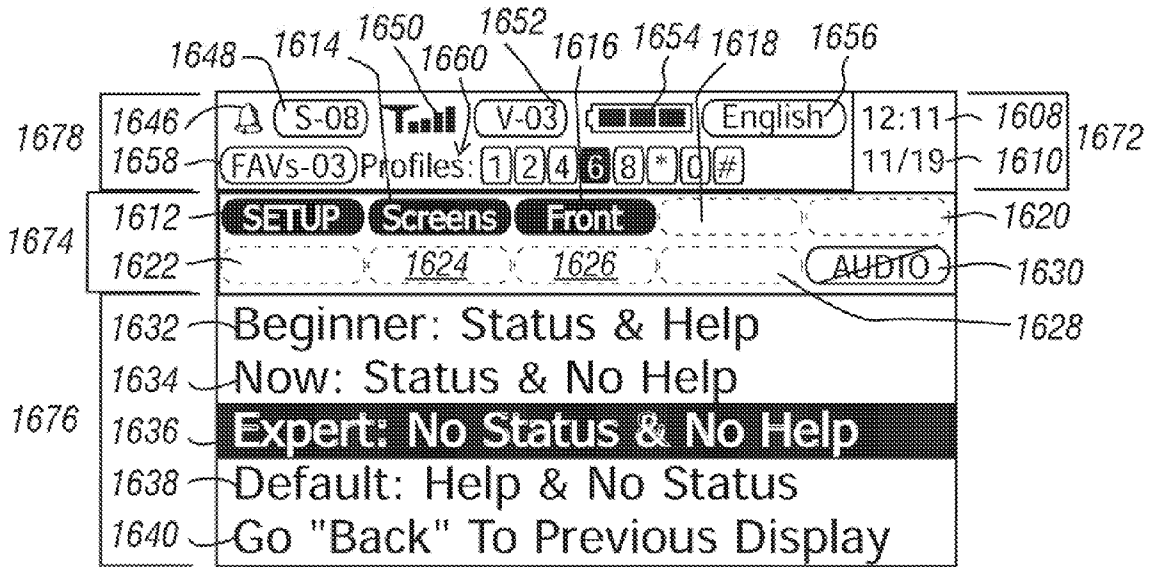 1648 1614 1650 1660 1652 1616 1654 1618 1656
1678 1646 S-08 V-03 English 12:11 1608 1672
1658 FAVs-03 Profiles: 1 2 4 6 8 * 0 # 11/19 1610
1674 1612 SETUP Screens Front 1620
1622 1624 1626 AUDIO 1630
1632 Beginner: Status & Help 1628
1634 Now: Status & No Help
1676 1636 Expert: No Status & No Help
1638 Default: Help & No Status
1640 Go "Back" To Previous Display